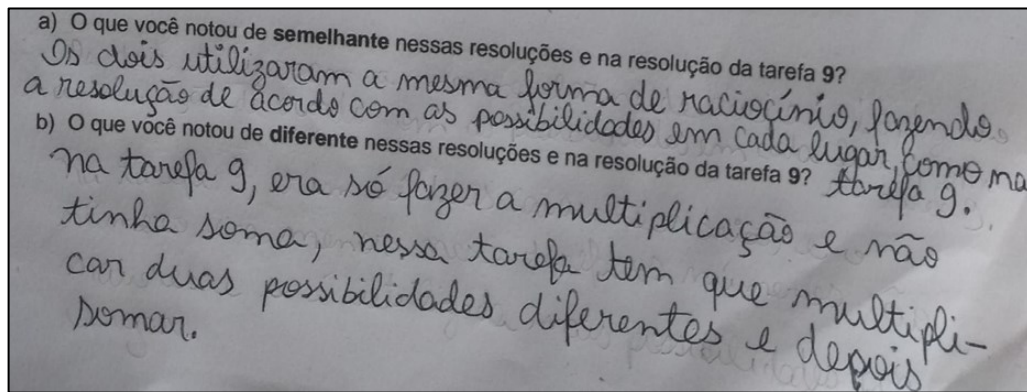 a) O que você notou de semelhante nessas resoluções e na resolução da tarefa 9?
Os dois utilizaram a mesma forma de raciocínio, fazendo
a resolução de acordo com as possibilidades em cada lugar, como na
tarefa 9.
b) O que você notou de diferente nessas resoluções e na resolução da tarefa 9?
na tarefa 9, era só fazer a multiplicação e não
tinha soma, nessa tarefa tem que multipli-
car duas possibilidades diferentes e depois
somar.